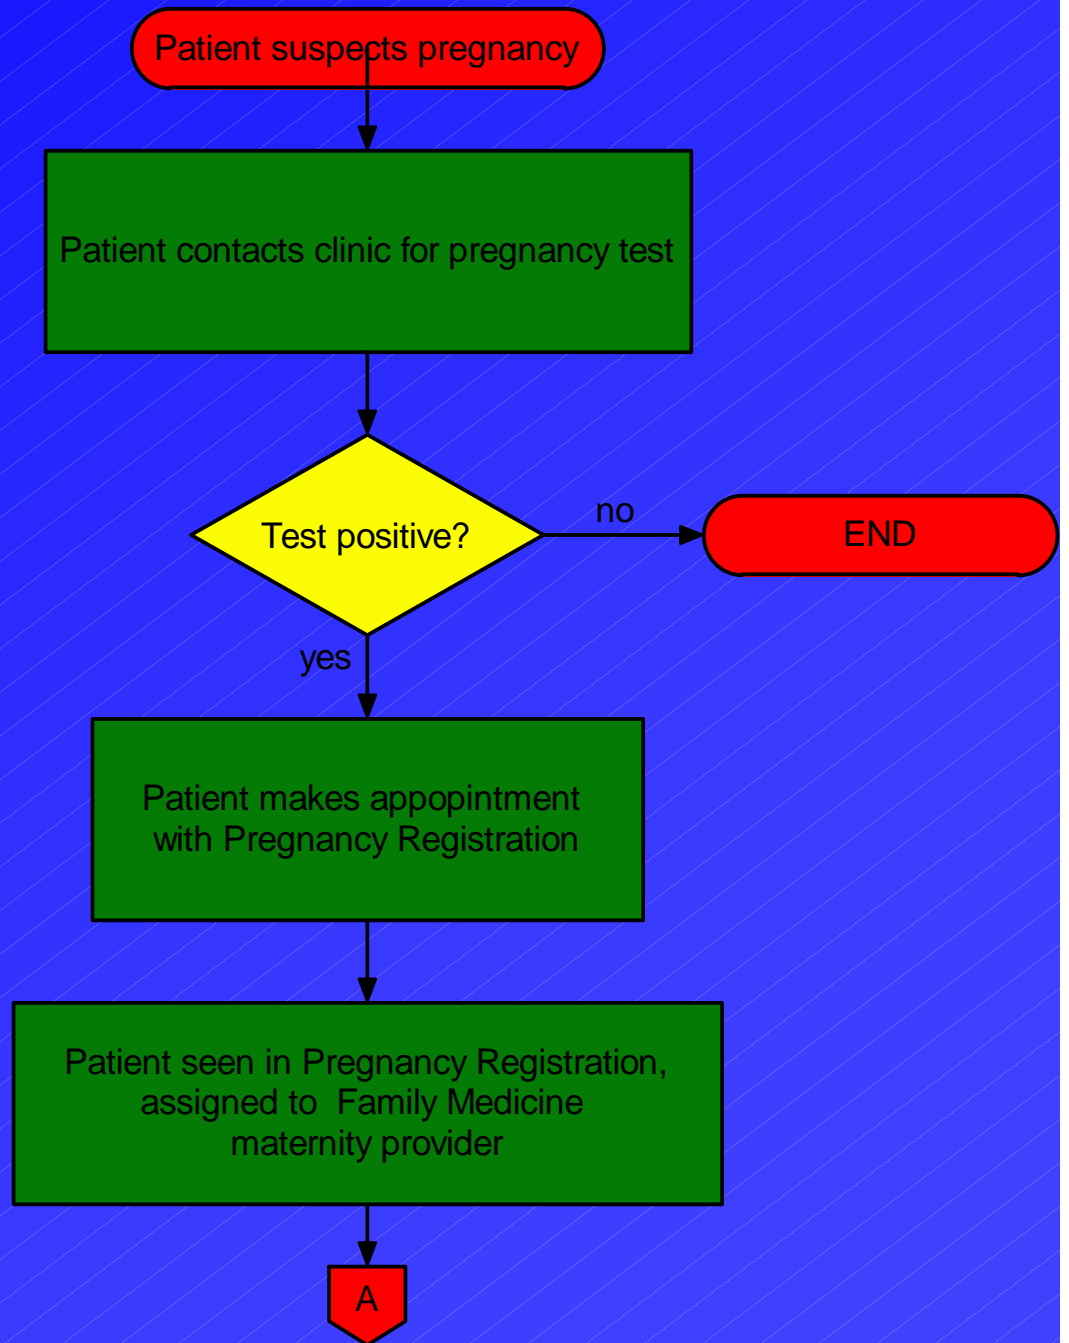 Patient suspects pregnancy
Patient contacts clinic for pregnancy test
Test positive?
no
END
yes
Patient makes appopintment
with Pregnancy Registration
Patient seen in Pregnancy Registration,
assigned to  Family Medicine
maternity provider
A